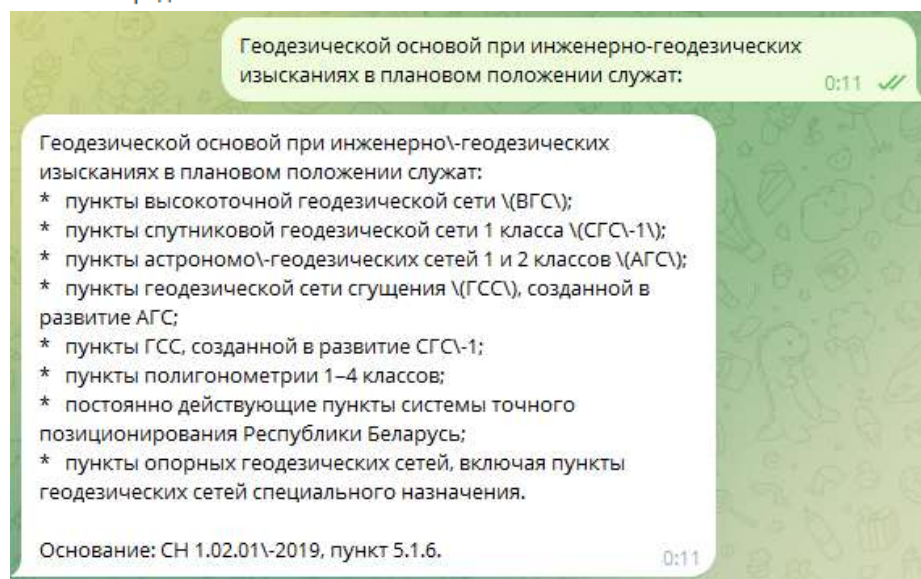 Геодезической основой при инженерно-геодезических
изысканиях в плановом положении служат:
0:11
Геодезической основой при инженерно\-геодезических
изысканиях в плановом положении служат:
* пункты высокоточной геодезической сети \(ВГС\);
* пункты спутниковой геодезической сети 1 класса \(СГС\-1\);
* пункты астрономо\-геодезических сетей 1 и 2 классов \(АГС\);
* пункты геодезической сети сгущения \(ГСС\), созданной в
развитие АГС;
* пункты ГСС, созданной в развитие СГС\-1;
* пункты полигонометрии 1–4 классов;
* постоянно действующие пункты системы точного
позиционирования Республики Беларусь;
* пункты опорных геодезических сетей, включая пункты
геодезических сетей специального назначения.
Основание: СН 1.02.01\-2019, пункт 5.1.6.
0:11